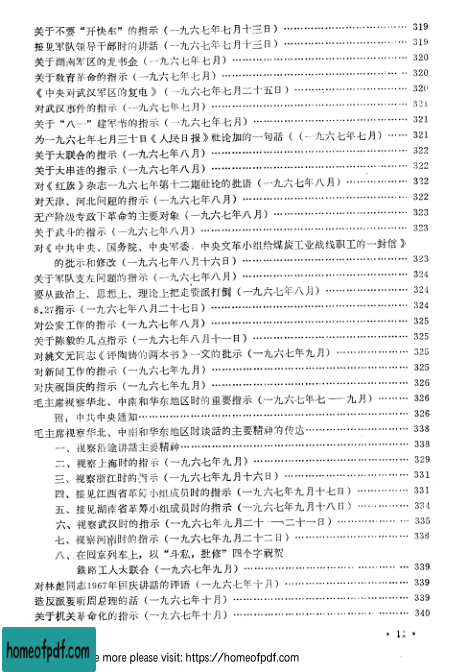 关于不要“开快车”的指示（一九六七年七月十三日） 319
接见军队领导干部时的讲话（一九六七年七月十三日） 319
关于湖南军区的龙书金（一九六七年七月） 320
关于敎育革命的指示（一九六七年七月） 320
《中央对武汉军区的复电》（一九六七年七月二十五日） 320
对武汉事件的指示（一九六七年七月） 321
关于“八一”建军节的指示（一九六七年七月） 321
为一九六七年七月三十日《人民日报》社论加的一句话（（一九六七年七月） 321
关于大联合的指示（一九六七年八月） 322
关于大串连的指示（一九六七年八月） 322
对《红旗》杂志一九六七年第十二期社论的批语（一九六七年八月） 322
对天津、河北问题的指示（一九六七年八月） 322
无产阶级专政下革命的主要对象（一九六七年八月） 323
关于武斗的指示（一九六七年八月） 323
对《中共中央、国务院、中央军委、中央文革小组给煤炭工业战线职工的一封信》
的批示和修改（一九六七年八月十六日） 323
关于军队支左问题的指示（一九六七年八月） 324
要从政治上、思想上、理论上把走资派打倒（一九六七年八月） 324
8.27指示（一九六七年八月二十七日） 324
对公安工作的指示（一九六七年八月） 325
关于陈毅的几点指示（一九六七年八月十一日） 325
对姚文元同志《评陶铸的两本书》一文的批示（一九六七年九月） 325
对新同工作的指示（一九六七年九月） 325
对庆祝国庆的指示（一九六七年九月） 326
毛主席视察华北、中南和华东地区时的重要指示（一九六七年七——九月） 326
附：中共中央通知 326
毛主席视察华北、中南和华东地区时谈话的主要精神的传达 338
一、视察沿途讲话主要精神 338
二、视察上海时的指示（一九六七年九月） 329
三、视察浙江时的指示（一九六七年九月十六日） 331
四、接见江西省革筹小组成员时的指示（一九六七年九月十七日） 331
五、接见湖南省革筹小组成员时的指示（一九六七年九月十八日） 334
六、视察武汉时的指示（一九六七年九月二十——二十一日） 335
七、视察河南时的指示（一九六七年九月二十二日） 338
八、在回京列车上，以“斗私，批修”四个字祝贺
鉄路工人大联合（一九六七年九月） 339
对林彪同志1967年国庆讲话的评语（一九六七年十月） 339
造反派要听周总理的话（一九六七年十月） 339
关于机关革命化的指示（一九六七年十月） 340
homeofpdf.com
e more please visit: https://homeofpdf.com